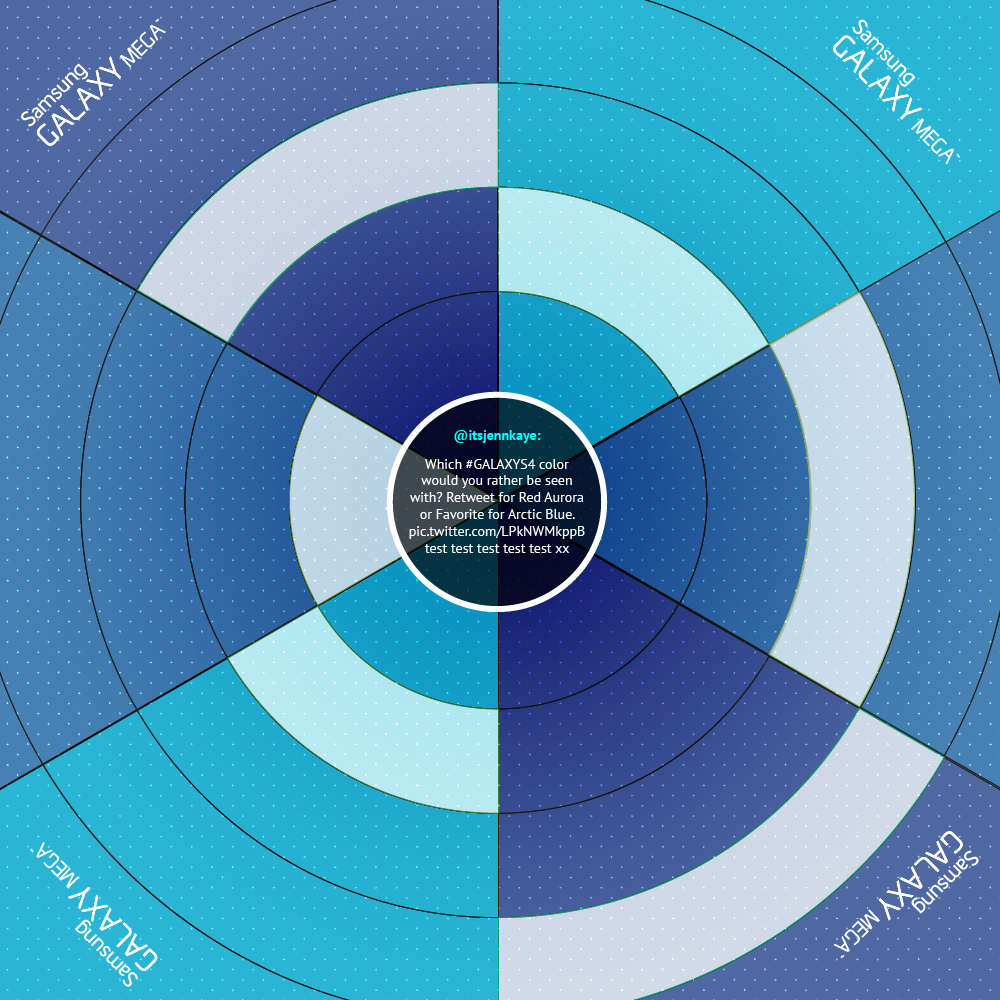 Samsung
GALAXY MEGA™
Samsung
GALAXY MEGA™
@itsjennkaye:
Which #GALAXYS4 color
would you rather be seen
with? Retweet for Red Aurora
or Favorite for Arctic Blue.
pic.twitter.com/LPkNWMkppB
test test test test test xx
Samsung
GALAXY MEGA™
Samsung
GALAXY MEGA™